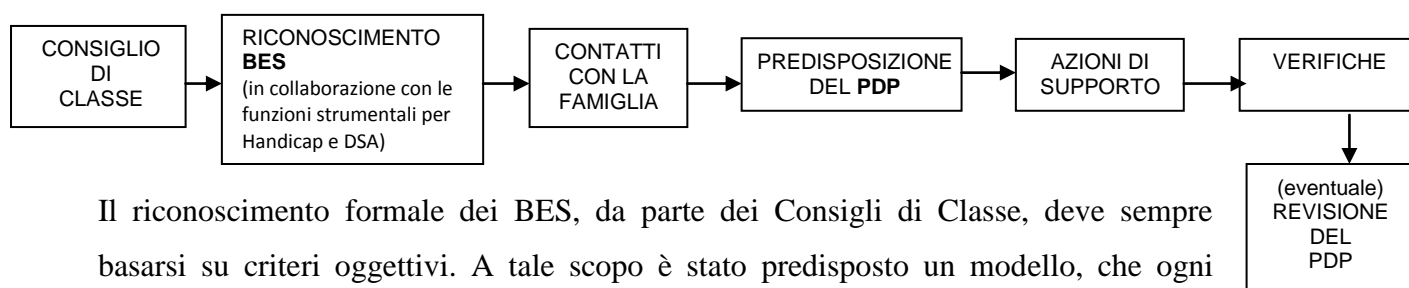 CONSIGLIO
DI
CLASSE
RICONOSCIMENTO
BES
(in collaborazione con le
funzioni strumentali per
Handicap e DSA)
CONTATTI
CON LA
FAMIGLIA
PREDISPOSIZIONE
DEL PDP
AZIONI DI
SUPPORTO
VERIFICHE
(eventuale)
REVISIONE
DEL
PDP
Il riconoscimento formale dei BES, da parte dei Consigli di Classe, deve sempre
basarsi su criteri oggettivi. A tale scopo è stato predisposto un modello, che ogni